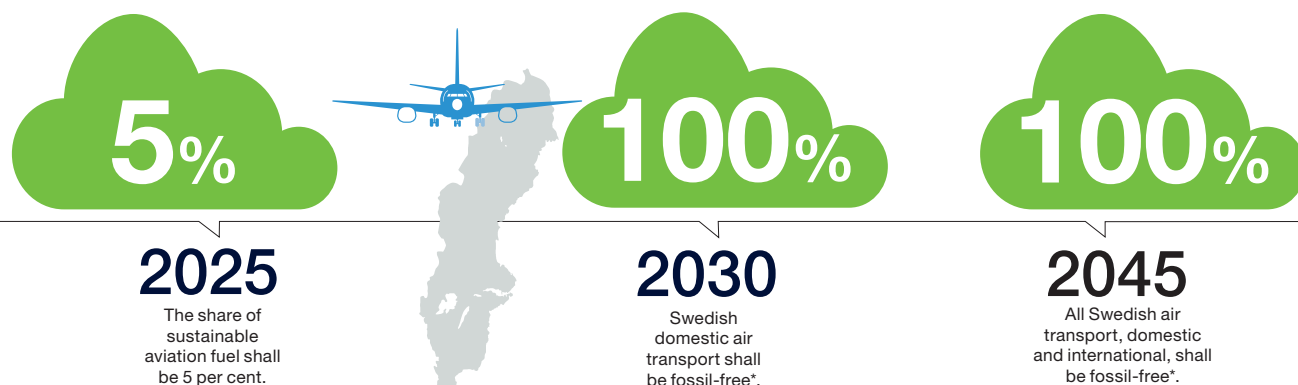 5%
2025
The share of
sustainable
aviation fuel shall
be 5 per cent.
100%
2030
Swedish
domestic air
transport shall
be fossil-free*.
100%
2045
All Swedish air
transport, domestic
and international, shall
be fossil-free*.